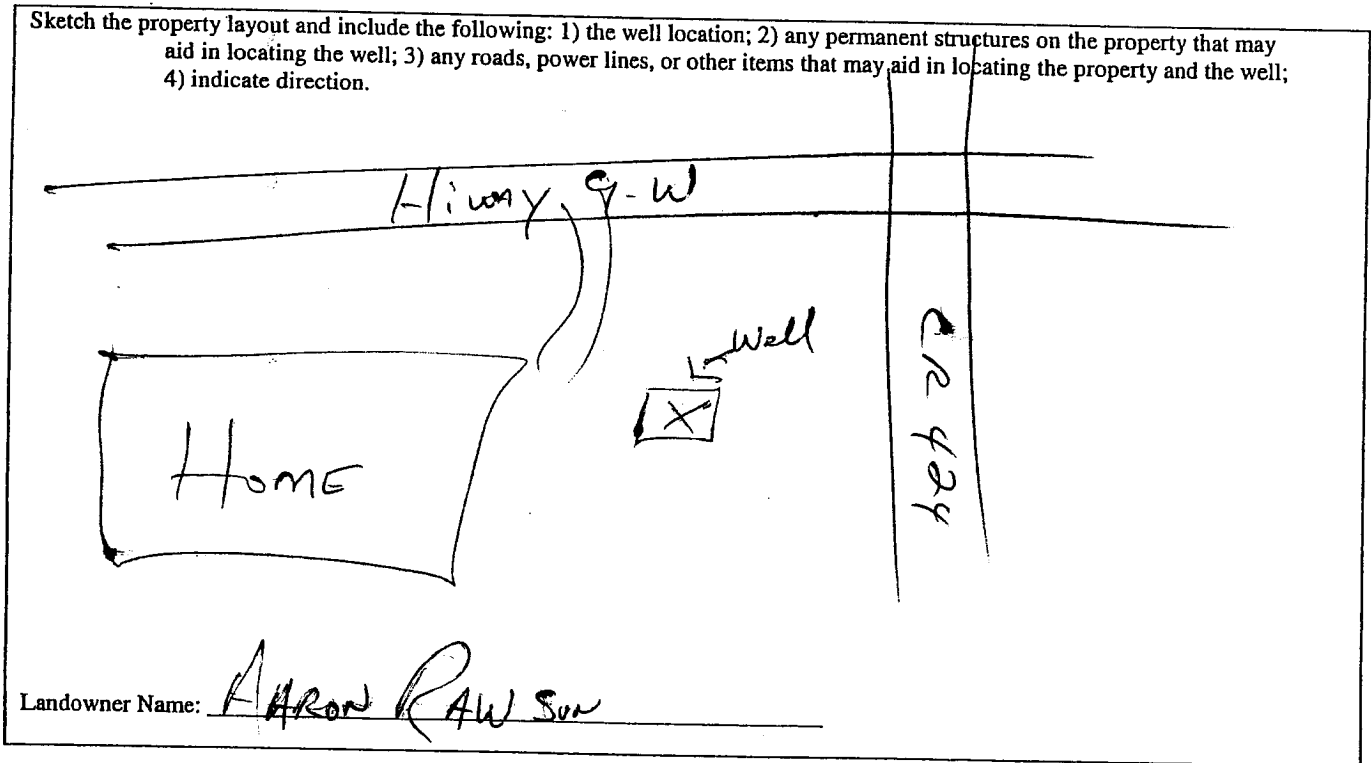 Sketch the property layout and include the following: 1) the well location; 2) any permanent structures on the property that may
aid in locating the well; 3) any roads, power lines, or other items that may aid in locating the property and the well;
4) indicate direction.
Hiway 9-W
Well
X
CR 424
HOME
Landowner Name: AARON RAWSON